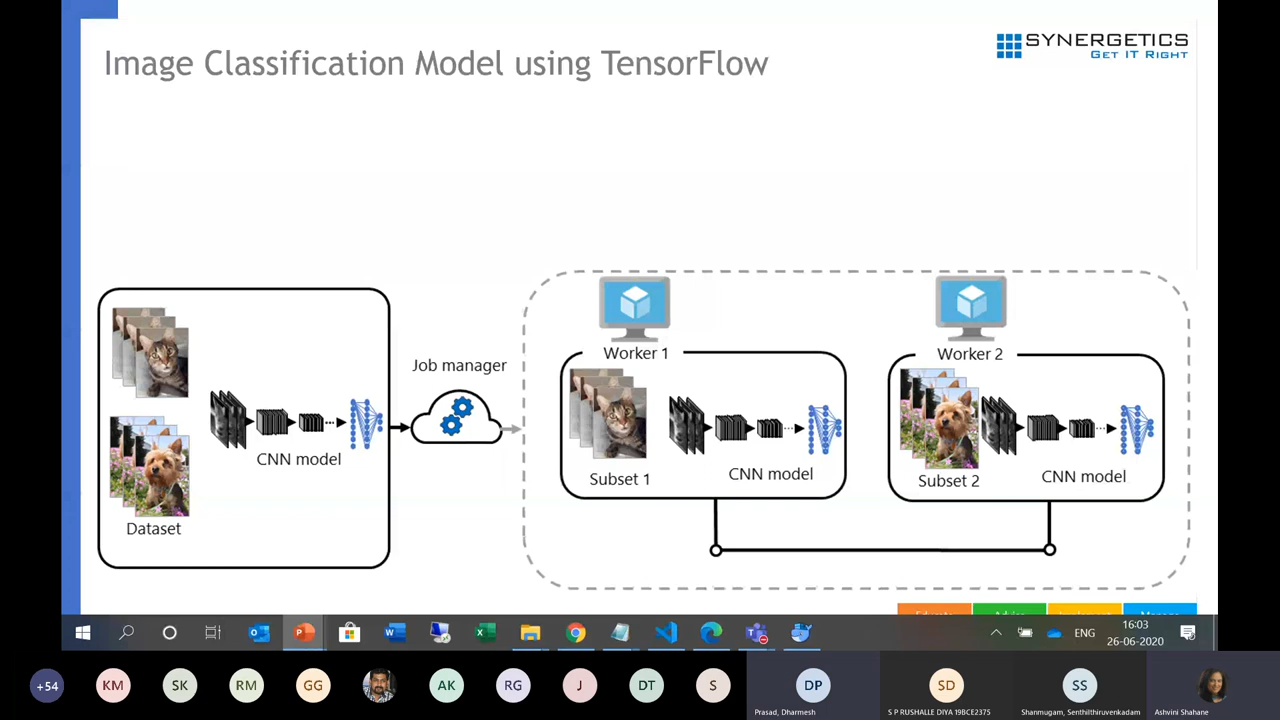 Image Classification Model using TensorFlow
SYNERGETICS
GET IT RIGHT
Job manager
CNN model
Dataset
Worker 1
Subset 1
CNN model
Worker 2
Subset 2
CNN model
ENG
16:03
26-06-2020
+54
KM
SK
RM
GG
AK
RG
J
DT
S
DP
Prasad, Dharmesh
SD
S P RUSHALLE DIYA 19BCE2375
SS
Shanmugam, Senthilthiruvenkadam
Ashvini Shahane